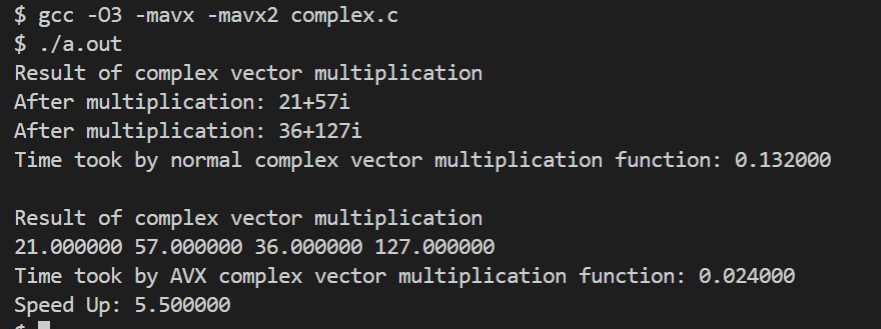 $ gcc -O3 -mavx -mavx2 complex.c
$ ./a.out
Result of complex vector multiplication
After multiplication: 21+57i
After multiplication: 36+127i
Time took by normal complex vector multiplication function: 0.132000
Result of complex vector multiplication
21.000000 57.000000 36.000000 127.000000
Time took by AVX complex vector multiplication function: 0.024000
Speed Up: 5.500000
$